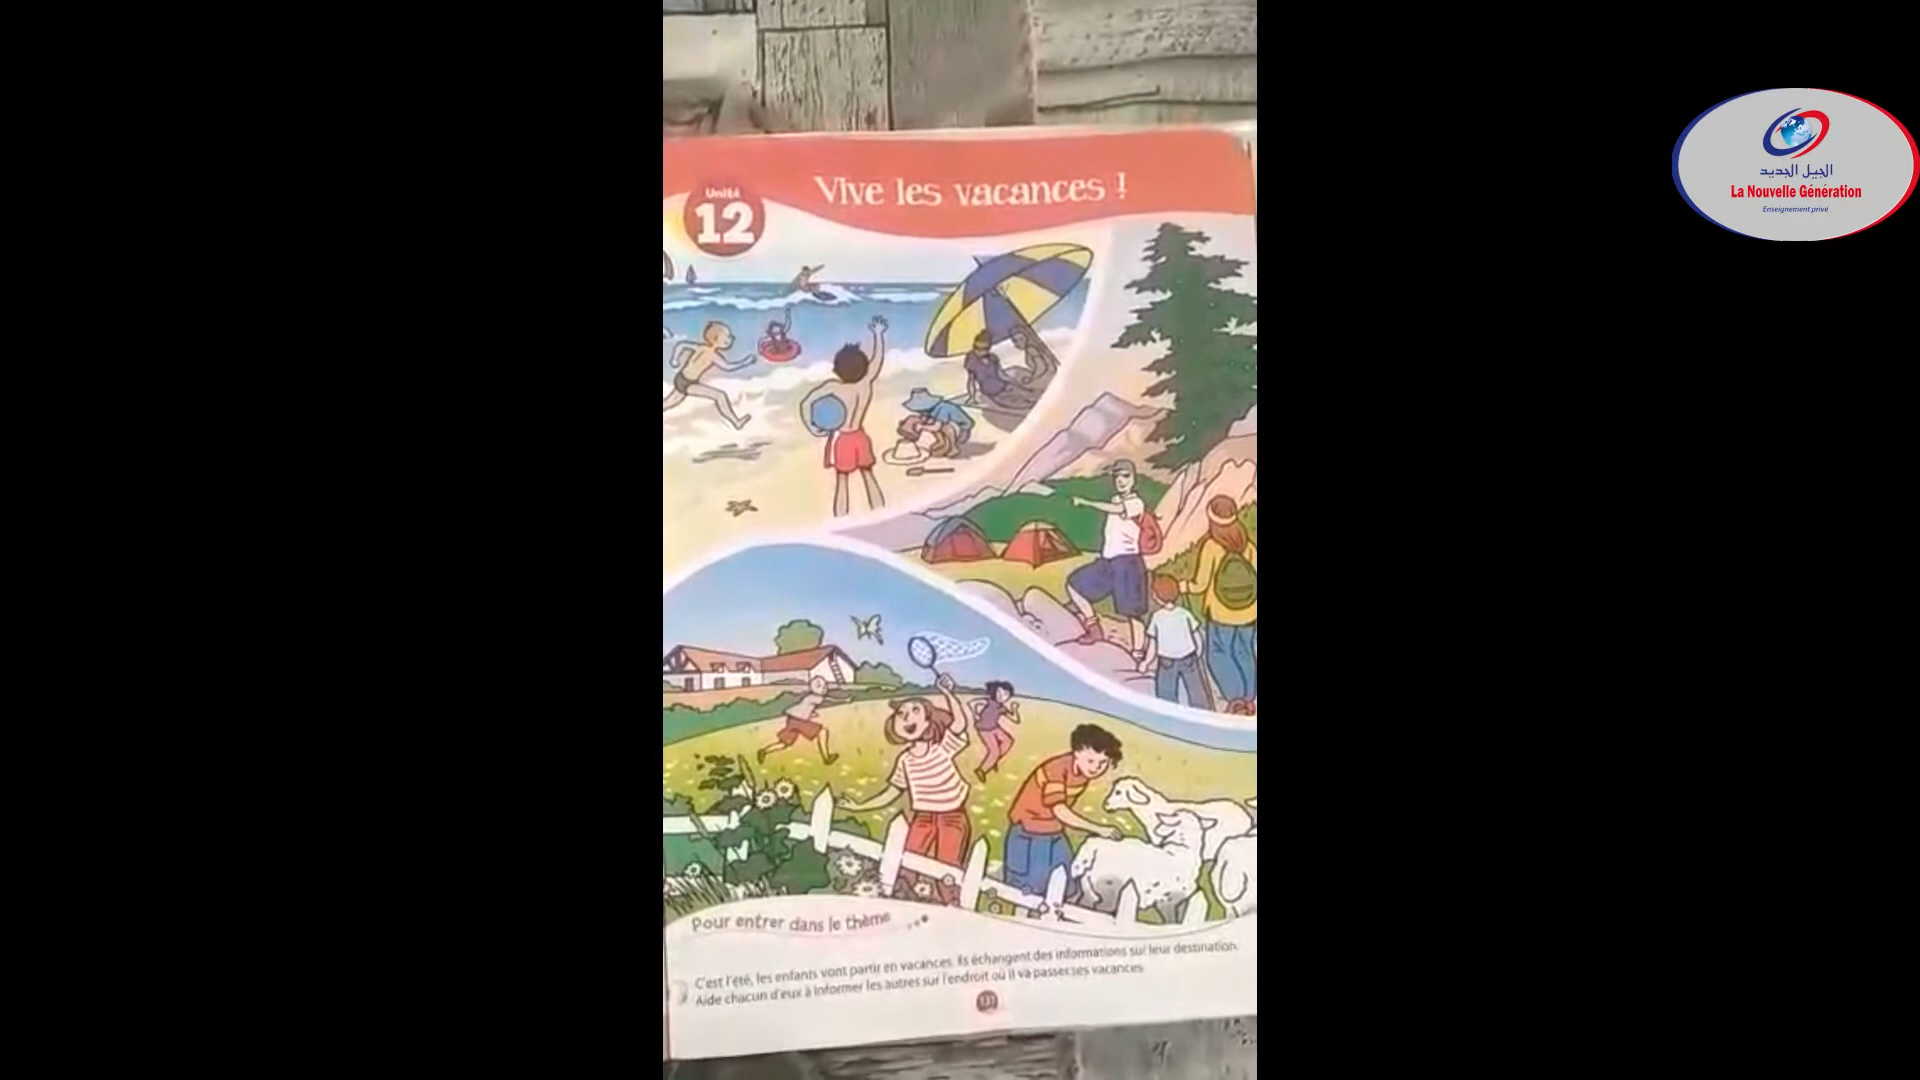 Unité
12
Vive les vacances !
Pour entrer dans le thème
C'est l'été, les enfants vont partir en vacances. Ils échangent des informations sur leur destination.
Aide chacun d'eux à informer les autres sur l'endroit où il va passer ses vacances.
131
الجيل الجديد
La Nouvelle Génération
Enseignement privé